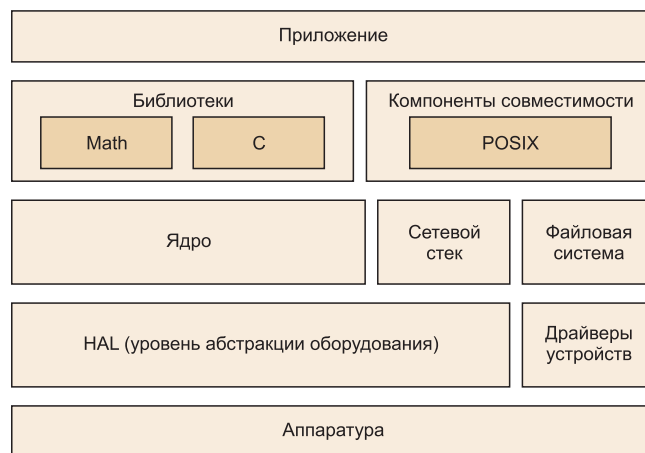 Приложение
Библиотеки
Math
C
Компоненты совместимости
POSIX
Ядро
Сетевой
стек
Файловая
система
HAL (уровень абстракции оборудования)
Драйверы
устройств
Аппаратура